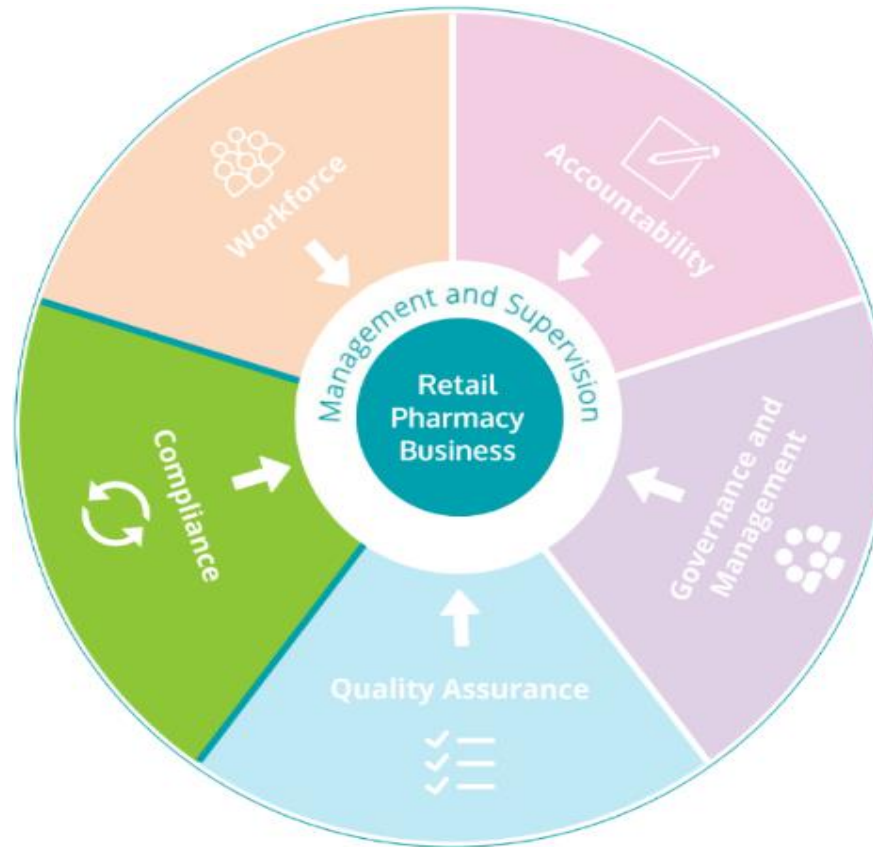 Workforce
Accountability
Management and Supervision
Retail
Pharmacy
Business
Compliance
Governance and
Management
Quality Assurance